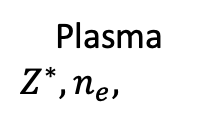 Plasma
Z*, nₑ,